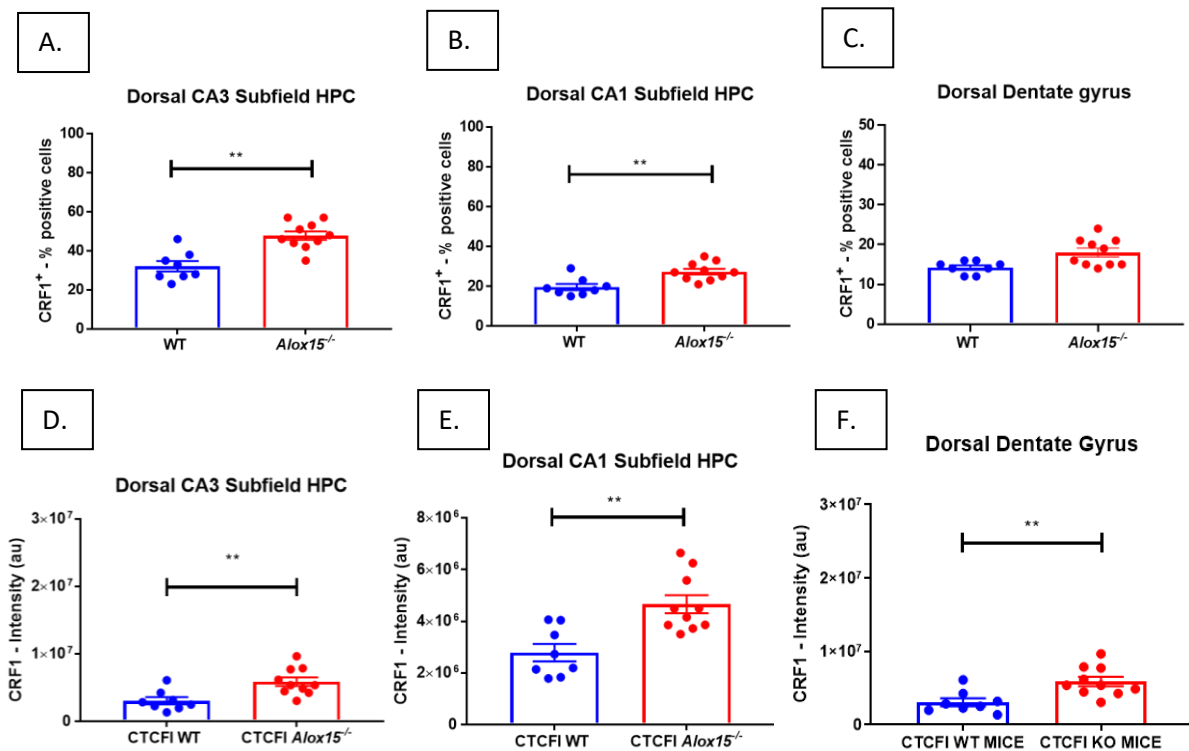 A.
Dorsal CA3 Subfield HPC
CRF1⁺ - % positive cells
100
80
60
40
20
0
**
WT
Alox15⁻/⁻
B.
Dorsal CA1 Subfield HPC
CRF1⁺ - % positive cells
100
80
60
40
20
0
**
WT
Alox15⁻/⁻
C.
Dorsal Dentate gyrus
CRF1⁺ - % positive cells
50
40
30
20
10
0
WT
Alox15⁻/⁻
D.
Dorsal CA3 Subfield HPC
CRF1 - Intensity (au)
3×10⁷
2×10⁷
1×10⁷
0
**
CTCFI WT
CTCFI Alox15⁻/⁻
E.
Dorsal CA1 Subfield HPC
CRF1 - Intensity (au)
8×10⁶
6×10⁶
4×10⁶
2×10⁶
0
**
CTCFI WT
CTCFI Alox15⁻/⁻
F.
Dorsal Dentate Gyrus
CRF1 - Intensity (au)
3×10⁷
2×10⁷
1×10⁷
0
**
CTCFI WT MICE
CTCFI KO MICE